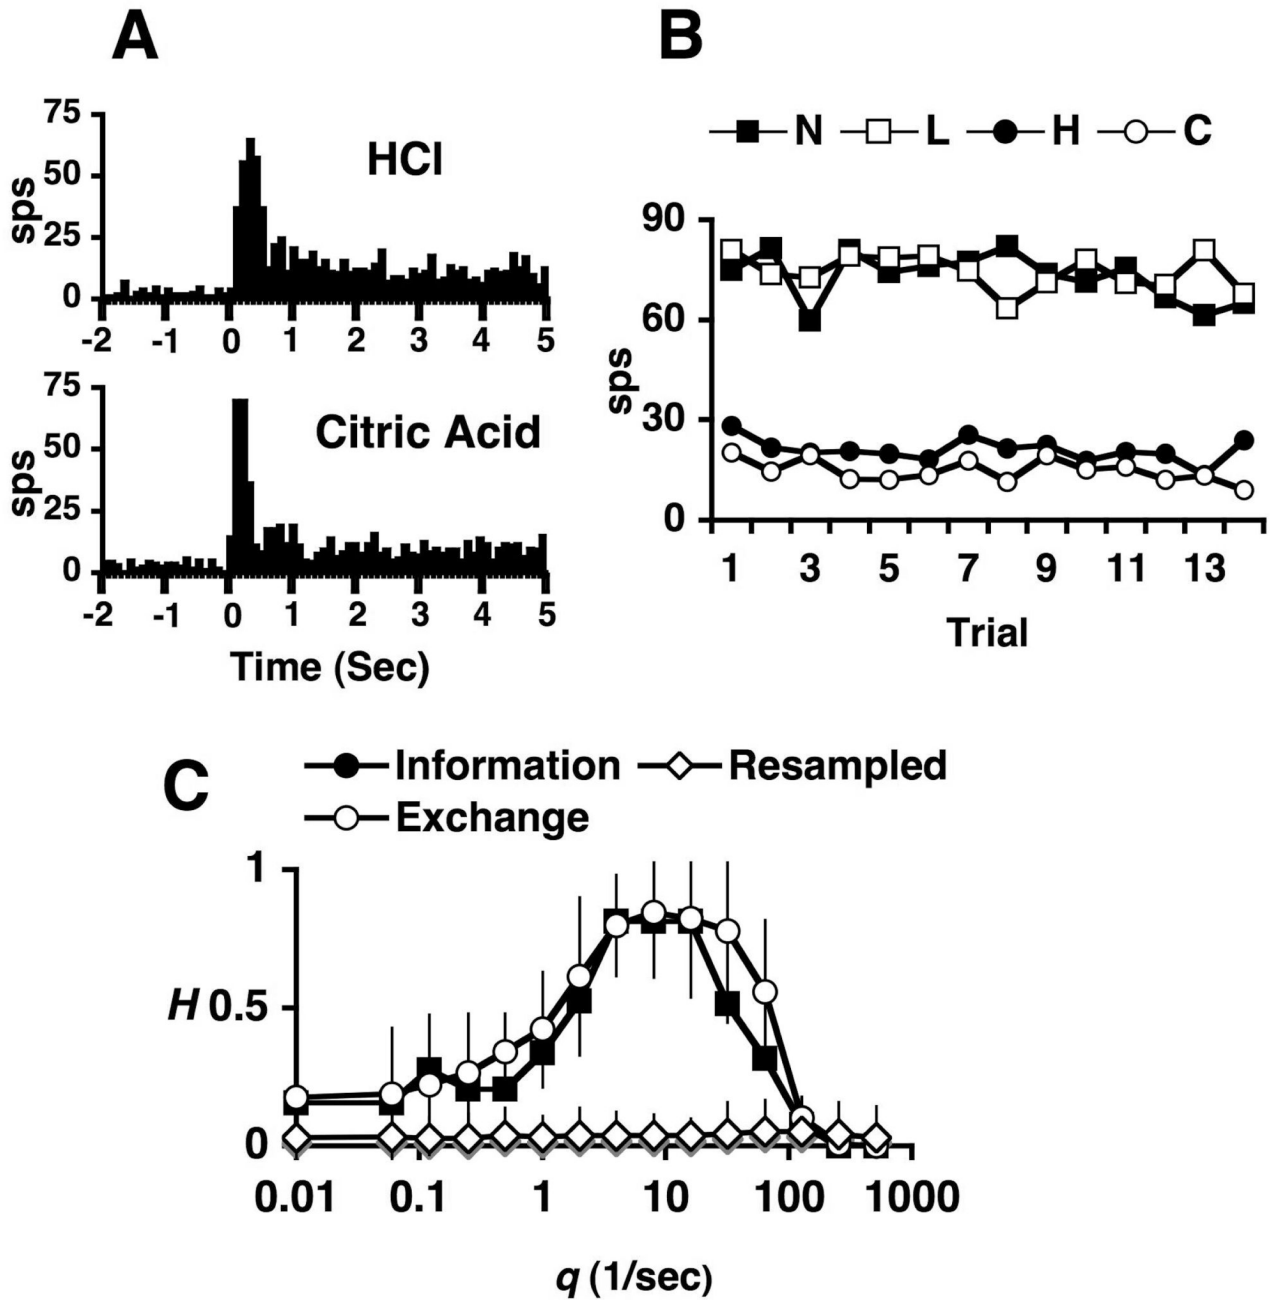 A
75
50
25
0
sps
HCl
-2 -1 0 1 2 3 4 5
75
50
25
0
sps
Citric Acid
-2 -1 0 1 2 3 4 5
Time (Sec)
B
N L H C
90
60
30
0
sps
1 3 5 7 9 11 13
Trial
C
Information Resampled
Exchange
1
H 0.5
0
0.01 0.1 1 10 100 1000
q (1/sec)